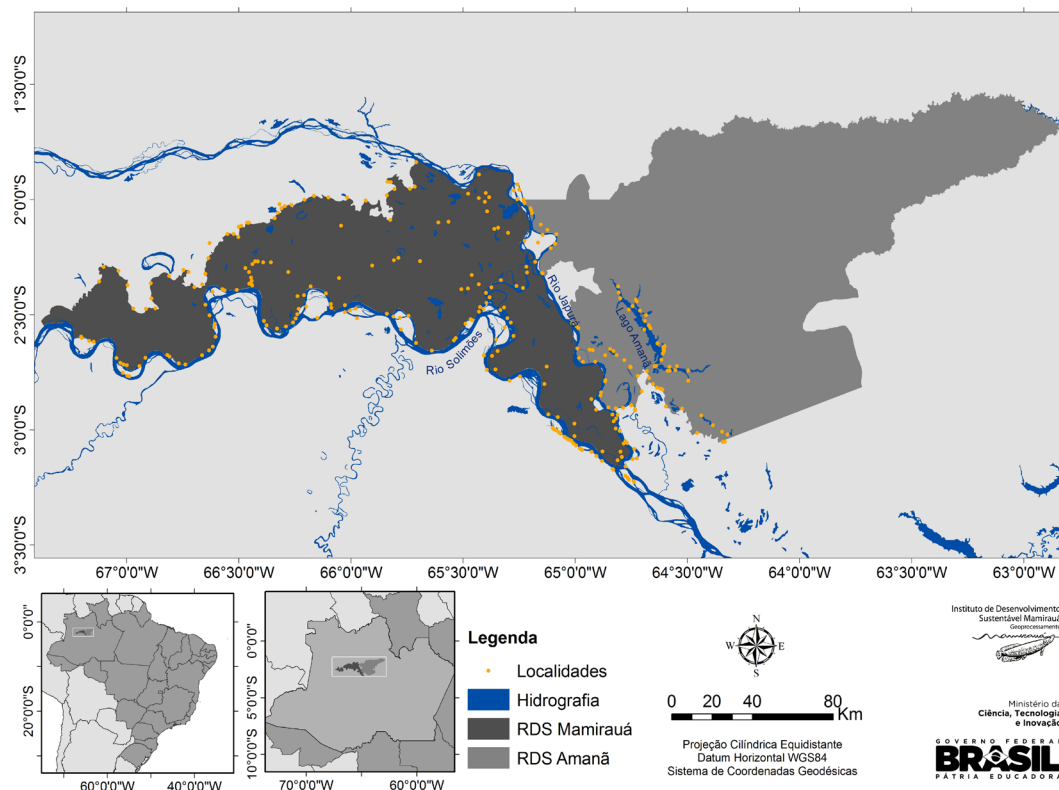 1°30'0"S
2°0'0"S
2°30'0"S
3°0'0"S
3°30'0"S
Rio Japurá
Lago Amanã
Rio Solimões
67°0'0"W 66°30'0"W 66°0'0"W 65°30'0"W 65°0'0"W 64°30'0"W 64°0'0"W 63°30'0"W 63°0'0"W
0°0'0"
20°0'0"S
60°0'0"W 40°0'0"W
0°0'0"
5°0'0"S
10°0'0"S
70°0'0"W 60°0'0"W
Legenda
Localidades
Hidrografia
RDS Mamirauá
RDS Amanã
N
W E
S
0 20 40 60 80
Km
Projeção Cilíndrica Equidistante
Datum Horizontal WGS84
Sistema de Coordenadas Geodésicas
Instituto de Desenvolvimento
Sustentável Mamirauá
Geoprocessamento
mamirauá
Ministério da
Ciência, Tecnologia
e Inovação
GOVERNO FEDERAL
BRASIL
PÁTRIA EDUCADORA